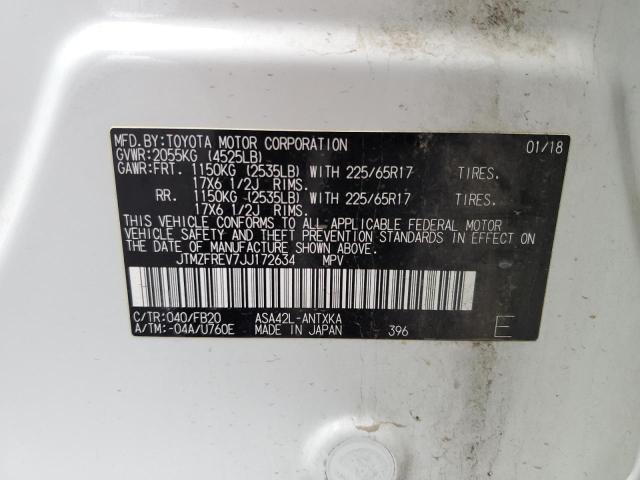 MFD.BY:TOYOTA MOTOR CORPORATION 01/18
GVWR:2055KG (4525LB)
GAWR:FRT. 1150KG (2535LB) WITH 225/65R17 TIRES.
17X6 1/2J RIMS.
RR. 1150KG (2535LB) WITH 225/65R17 TIRES.
17X6 1/2J RIMS.
THIS VEHICLE CONFORMS TO ALL APPLICABLE FEDERAL MOTOR
VEHICLE SAFETY AND THEFT PREVENTION STANDARDS IN EFFECT ON THE
DATE OF MANUFACTURE SHOWN ABOVE.
JTMZFREV7JJ172634 MPV
C/TR:040/FB20 ASA42L-ANTXKA
A/TM:-04A/U760E MADE IN JAPAN 396 E